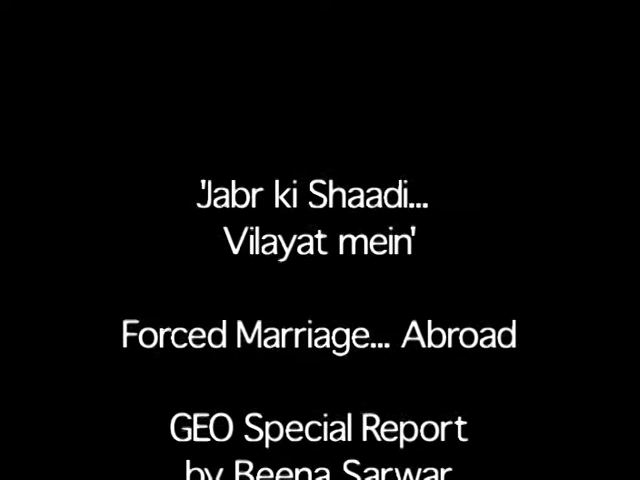 'Jabr ki Shaadi...
Vilayat mein'
Forced Marriage... Abroad
GEO Special Report
by Beena Sarwar